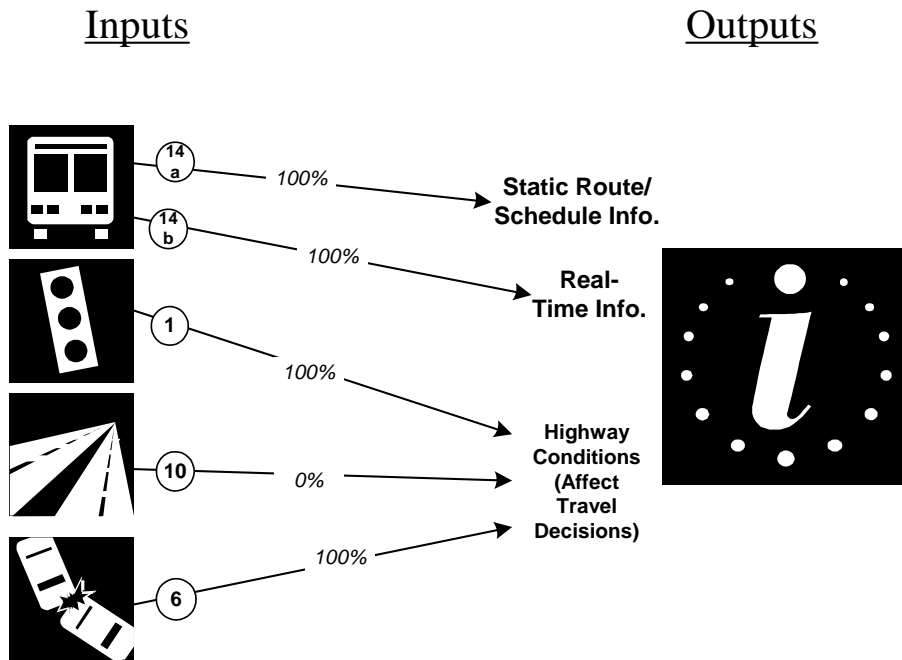 Inputs
Outputs
14
a
100%
Static Route/
Schedule Info.
14
b
100%
Real-
Time Info.
1
100%
Highway
Conditions
(Affect
Travel
Decisions)
10
0%
6
100%
i